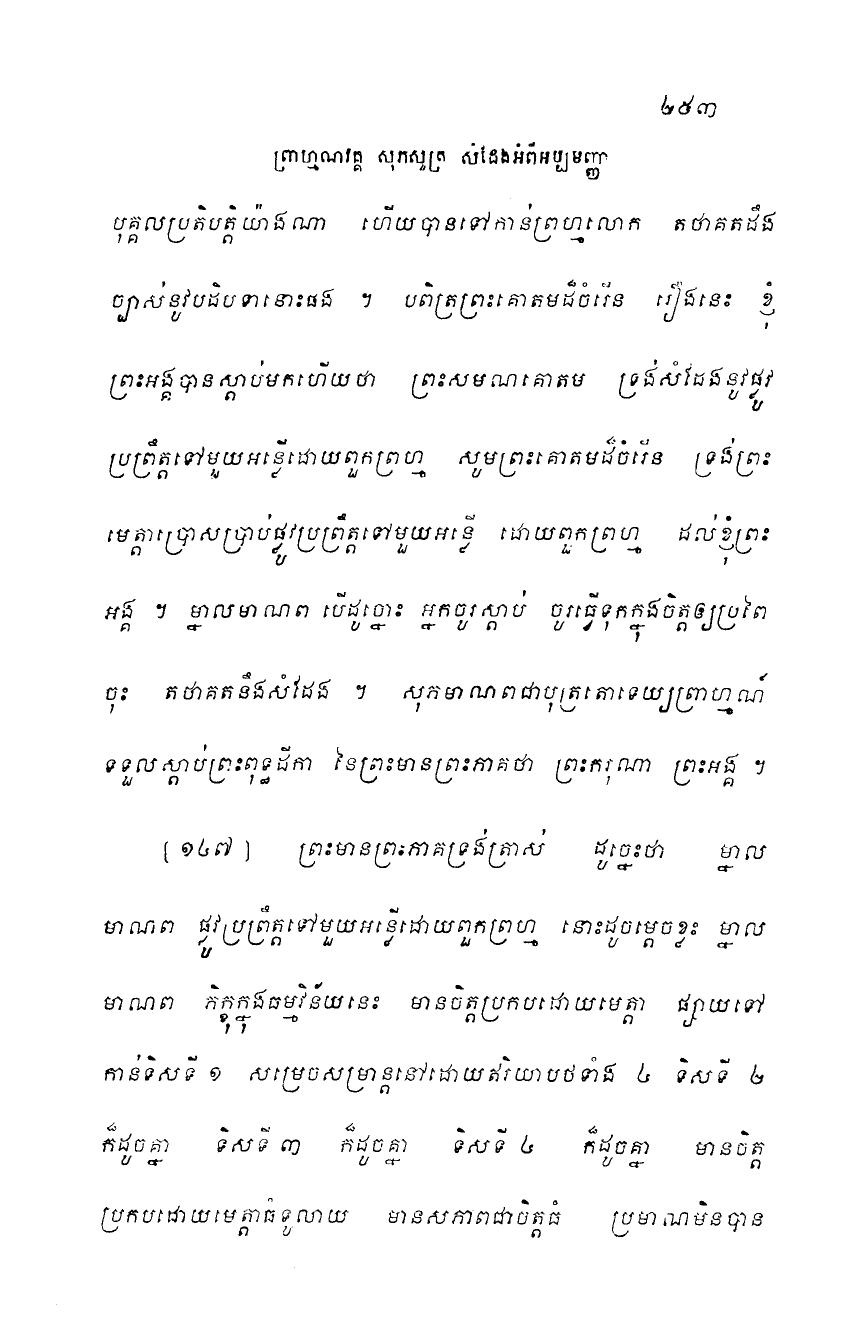 ២៥៣
ព្រាហ្មណវគ្គ សុភសូត្រ សំដែងអំពីអប្បមញ្ញា
បុគ្គលប្រតិបត្តិយ៉ាងណា ហើយបានទៅកាន់ព្រហ្មលោក តថាគតដឹង
ច្បាស់នូវបដិបទានោះផង ។ បពិត្រព្រះគោតមដ៏ចំរើន រឿងនេះ ខ្ញុំ
ព្រះអង្គបានស្តាប់មកហើយថា ព្រះសមណគោតម ទ្រង់សំដែងនូវផ្លូវ
ប្រព្រឹត្តទៅមួយអន្លើដោយពួកព្រហ្ម សូមព្រះគោតមដ៏ចំរើន ទ្រង់ព្រះ
មេត្តាប្រោសប្រាប់ផ្លូវប្រព្រឹត្តទៅមួយអន្លើ ដោយពួកព្រហ្ម ដល់ខ្ញុំព្រះ
អង្គ ។ ម្នាលមាណព បើដូច្នោះ អ្នកចូរស្តាប់ ចូរធ្វើទុកក្នុងចិត្តឲ្យប្រពៃ
ចុះ តថាគតនឹងសំដែង ។ សុភមាណពជាបុត្រតោទេយ្យព្រាហ្មណ៍
ទទួលស្តាប់ព្រះពុទ្ធដីកា នៃព្រះមានព្រះភាគថា ព្រះករុណា ព្រះអង្គ ។
[ ១៤៧ ] ព្រះមានព្រះភាគទ្រង់ត្រាស់ ដូច្នេះថា ម្នាល
មាណព ផ្លូវប្រព្រឹត្តទៅមួយអន្លើដោយពួកព្រហ្ម នោះដូចម្តេចខ្លះ ម្នាល
មាណព ភិក្ខុក្នុងធម្មវិន័យនេះ មានចិត្តប្រកបដោយមេត្តា ផ្សាយទៅ
កាន់ទិសទី ១ សម្រេចសម្រាន្តនៅដោយឥរិយាបថទាំង ៤ ទិសទី ២
ក៏ដូចគ្នា ទិសទី ៣ ក៏ដូចគ្នា ទិសទី ៤ ក៏ដូចគ្នា មានចិត្ត
ប្រកបដោយមេត្តាធំទូលាយ មានសភាពជាចិត្តធំ ប្រមាណមិនបាន